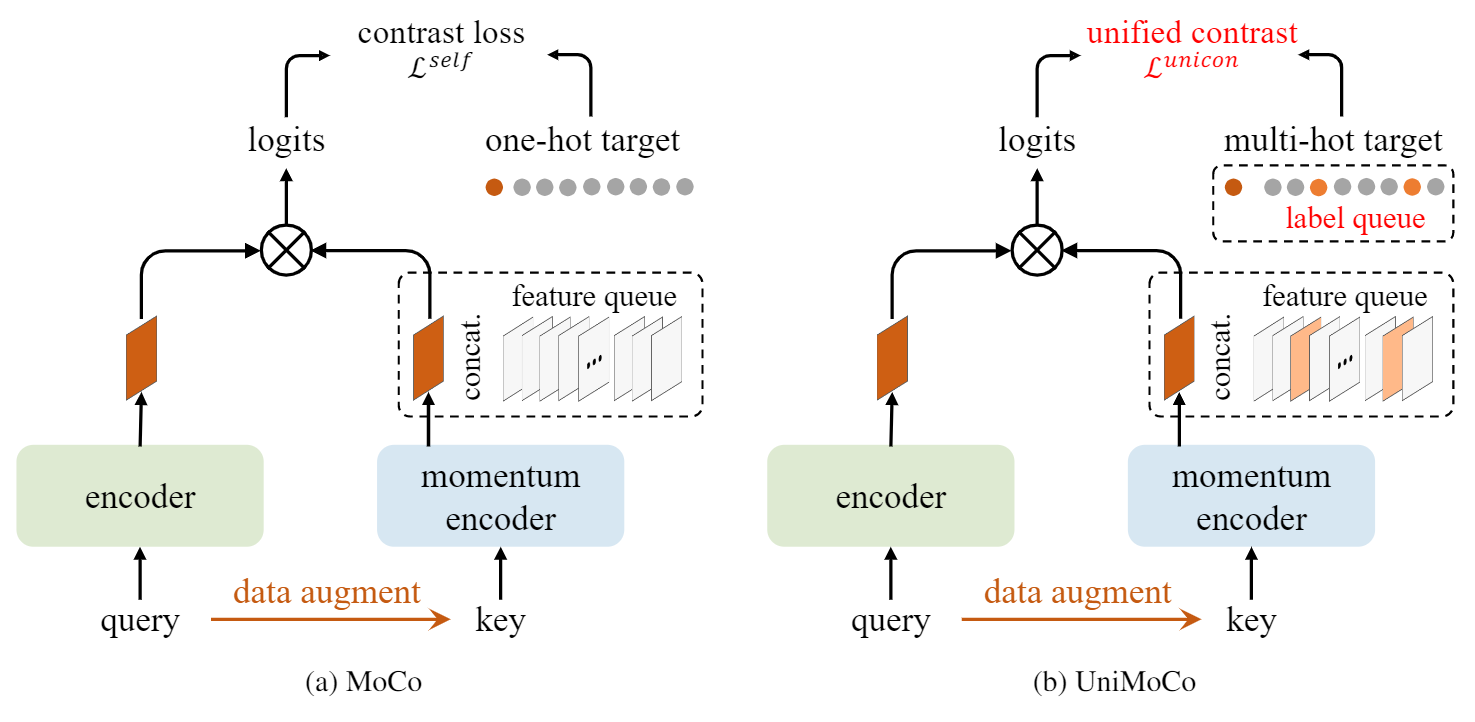 contrast loss
ℒ^self
logits
one-hot target
feature queue
concat.
...
encoder
momentum
encoder
data augment
query
key
(a) MoCo
unified contrast
ℒ^unicon
logits
multi-hot target
label queue
feature queue
concat.
...
encoder
momentum
encoder
data augment
query
key
(b) UniMoCo